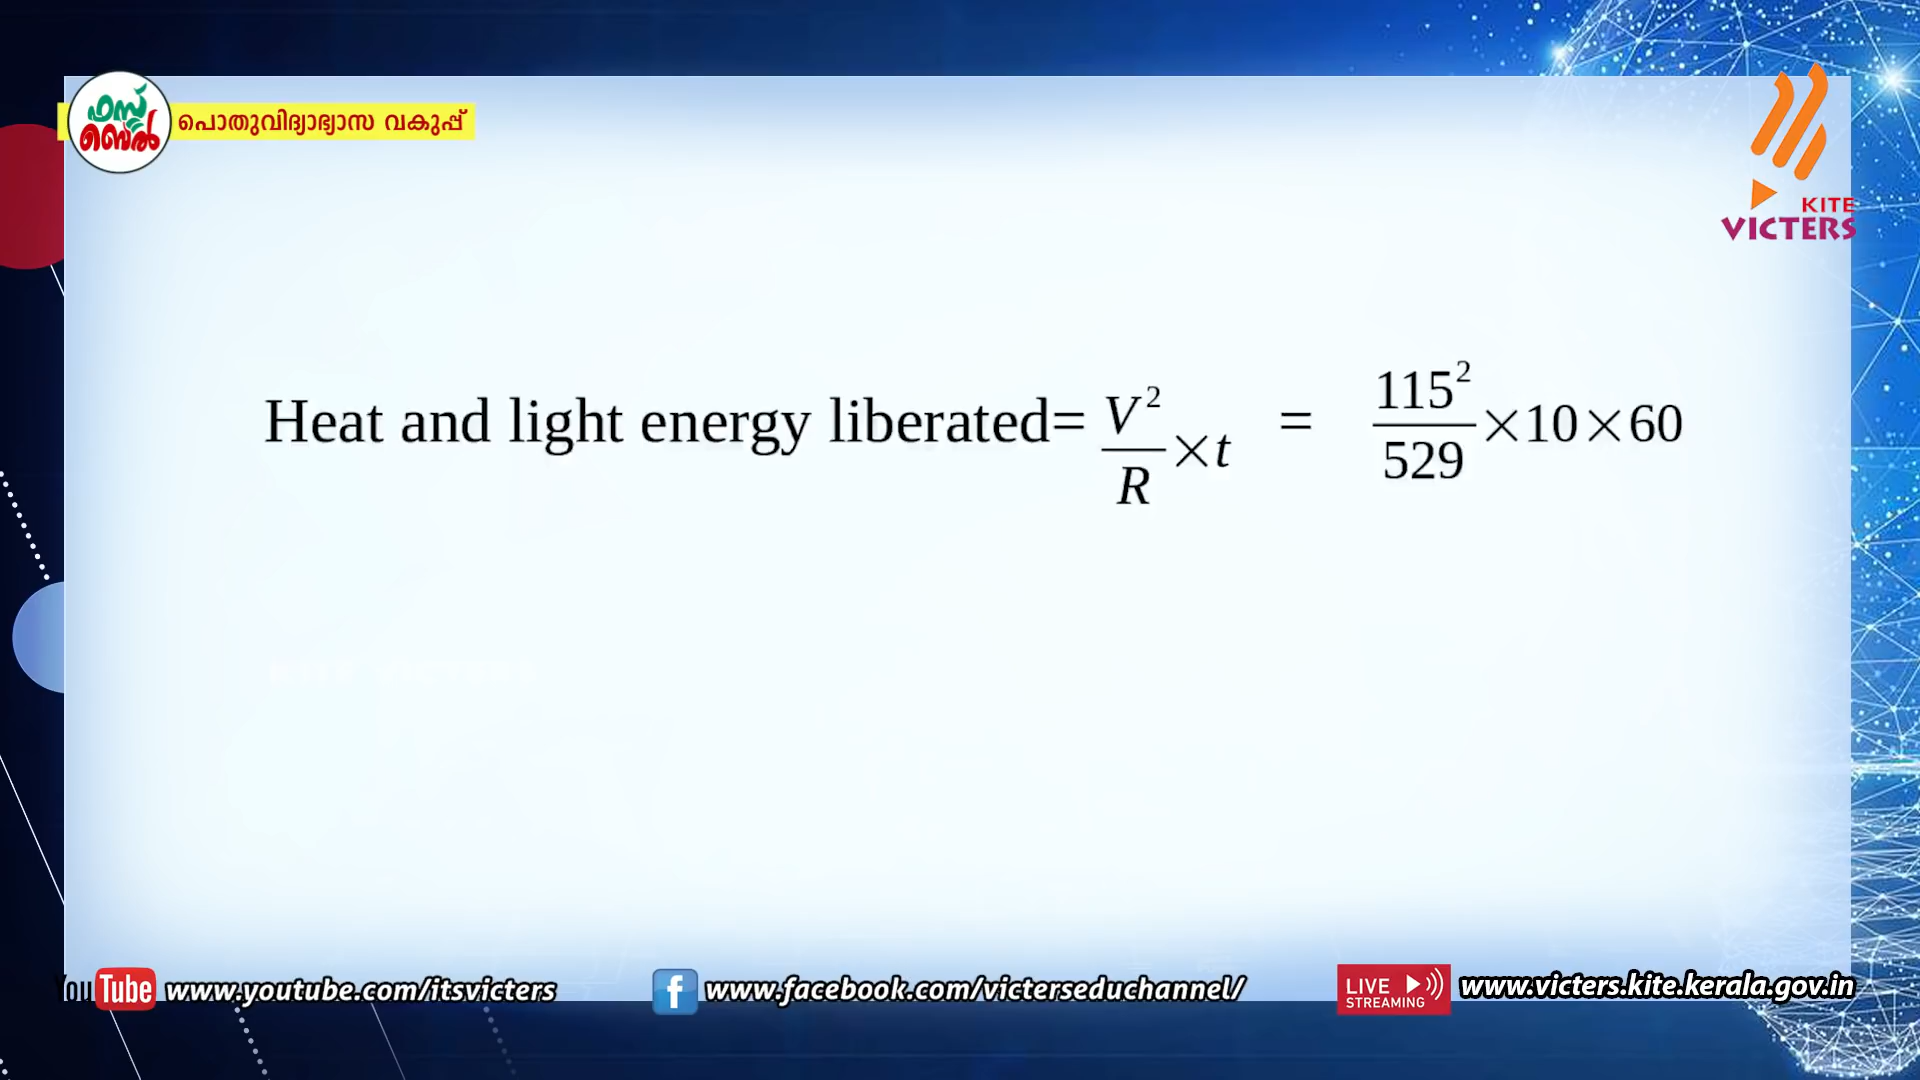 ഫസ്റ്റ് ബെൽ
പൊതുവിദ്യാഭ്യാസ വകുപ്പ്
KITE
VICTERS
Heat and light energy liberated= V²/R ×t = 115²/529 ×10×60
YouTube www.youtube.com/itsvicters
f www.facebook.com/victerseduchannel/
LIVE STREAMING www.victers.kite.kerala.gov.in